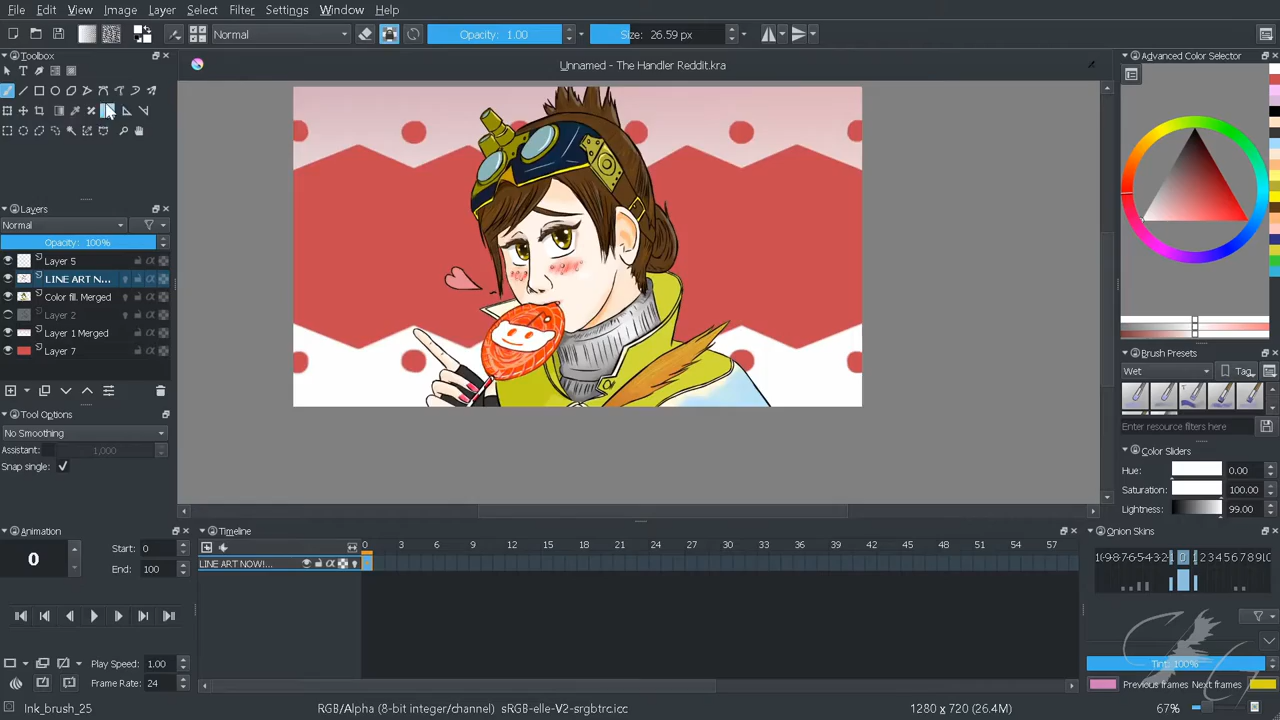 File Edit View Image Layer Select Filter Settings Window Help
Normal Opacity: 1.00 Size: 26.59 px
Toolbox
Unnamed - The Handler Reddit.kra
Advanced Color Selector
Layers
Normal
Opacity: 100%
Layer 5
LINE ART N...
Color fill. Merged
Layer 2
Layer 1 Merged
Layer 7
Tool Options
No Smoothing
Assistant: 1,000
Snap single:
Brush Presets
Wet Tag
Enter resource filters here
Color Sliders
Hue: 0.00
Saturation: 100.00
Lightness: 99.00
Animation
0
Start: 0
End: 100
Play Speed: 1.00
Frame Rate: 24
Timeline
0 3 6 9 12 15 18 21 24 27 30 33 36 39 42 45 48 51 54 57
LINE ART NOW!...
Onion Skins
Tint: 100%
Previous frames Next frames
Ink_brush_25
RGB/Alpha (8-bit integer/channel) sRGB-elle-V2-srgbtrc.icc
1280 x 720 (26.4M)
67%